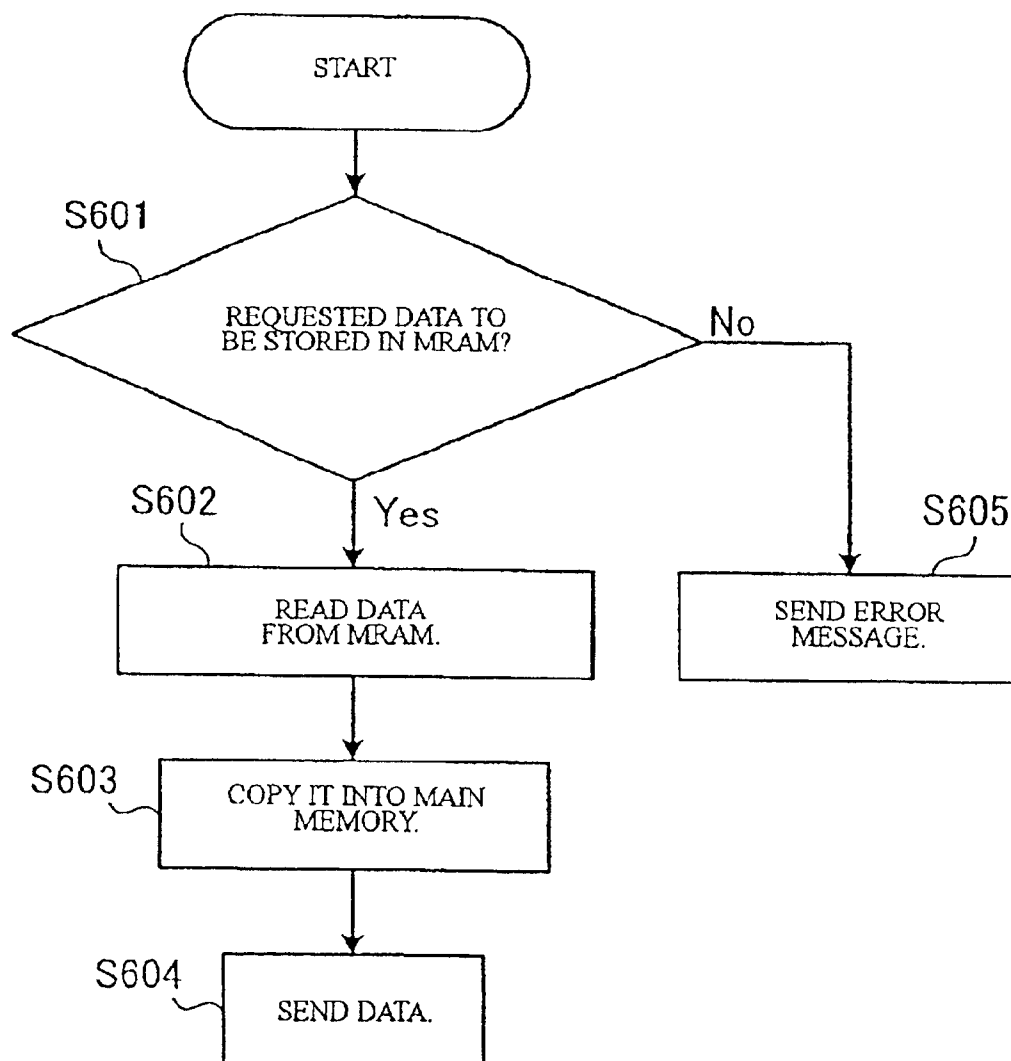 START
S601
REQUESTED DATA TO
BE STORED IN MRAM?
No
S602
Yes
S605
READ DATA
FROM MRAM.
SEND ERROR
MESSAGE.
S603
COPY IT INTO MAIN
MEMORY.
S604
SEND DATA.